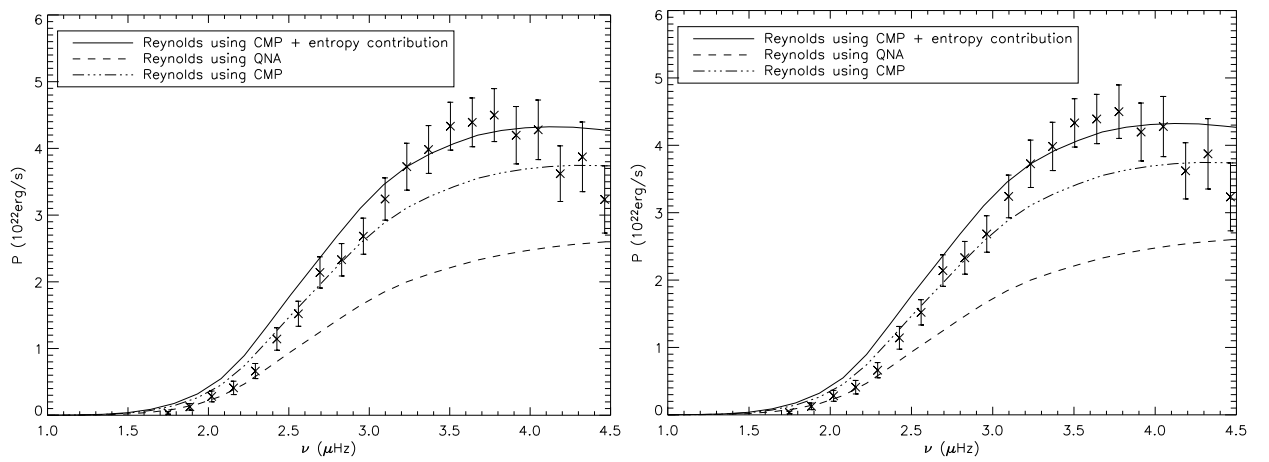 6
5
4
3
2
1
0
P (10²²erg/s)
Reynolds using CMP + entropy contribution
Reynolds using QNA
Reynolds using CMP
1.0 1.5 2.0 2.5 3.0 3.5 4.0 4.5
ν (μHz)
6
5
4
3
2
1
0
P (10²²erg/s)
Reynolds using CMP + entropy contribution
Reynolds using QNA
Reynolds using CMP
1.0 1.5 2.0 2.5 3.0 3.5 4.0 4.5
ν (μHz)